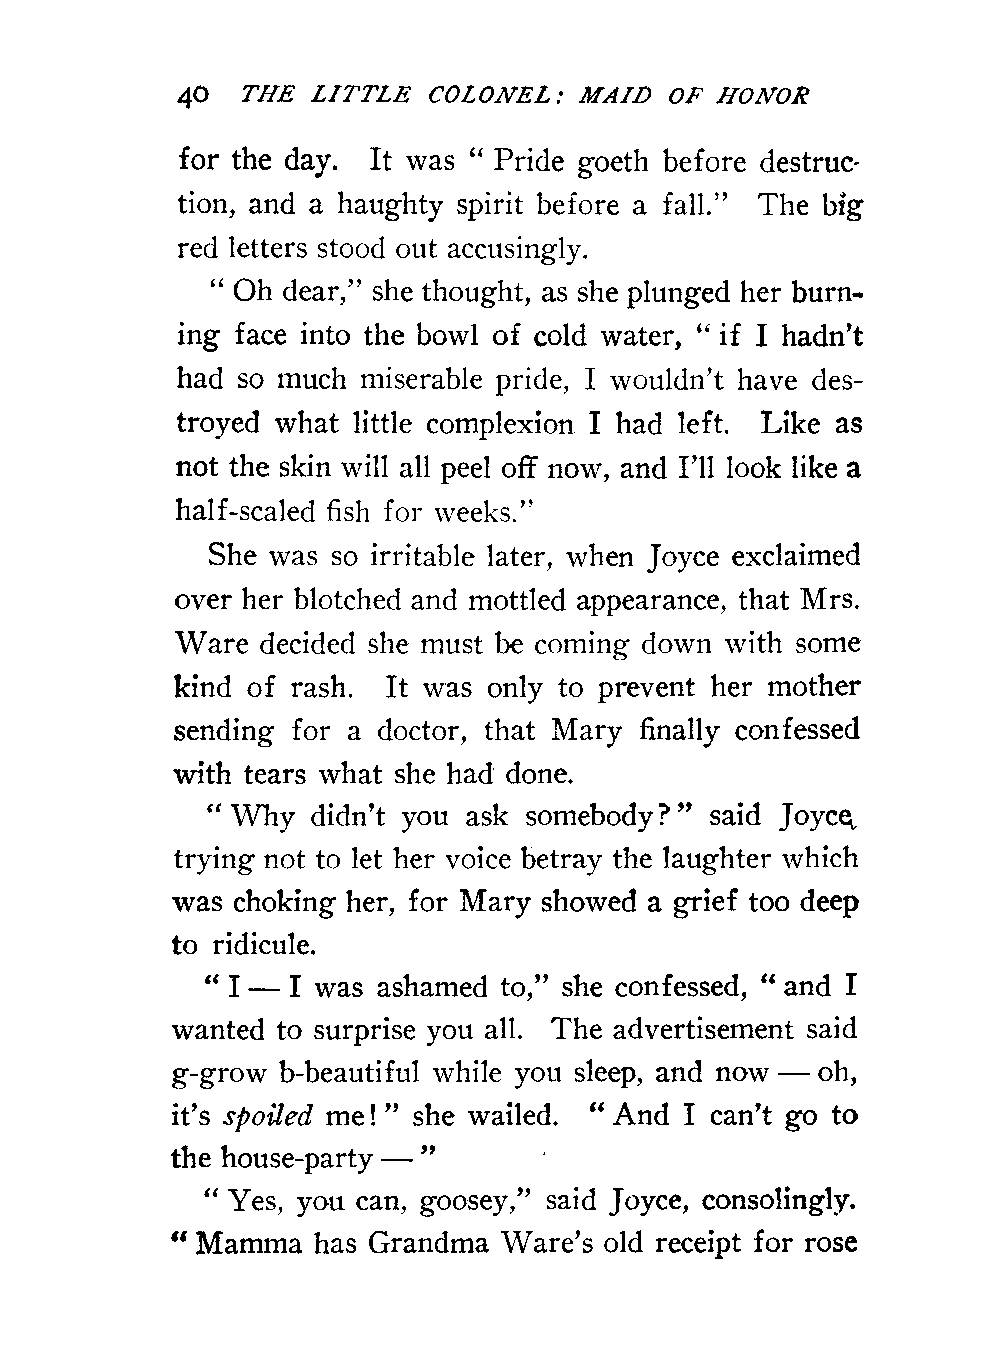 40 THE LITTLE COLONEL: MAID OF HONOR
for the day. It was " Pride goeth before destruc-
tion, and a haughty spirit before a fall." The big
red letters stood out accusingly.
" Oh dear," she thought, as she plunged her burn-
ing face into the bowl of cold water, " if I hadn't
had so much miserable pride, I wouldn't have des-
troyed what little complexion I had left. Like as
not the skin will all peel off now, and I'll look like a
half-scaled fish for weeks."
She was so irritable later, when Joyce exclaimed
over her blotched and mottled appearance, that Mrs.
Ware decided she must be coming down with some
kind of rash. It was only to prevent her mother
sending for a doctor, that Mary finally confessed
with tears what she had done.
" Why didn't you ask somebody? " said Joyce,
trying not to let her voice betray the laughter which
was choking her, for Mary showed a grief too deep
to ridicule.
" I — I was ashamed to," she confessed, " and I
wanted to surprise you all. The advertisement said
g-grow b-beautiful while you sleep, and now — oh,
it's spoiled me! " she wailed. " And I can't go to
the house-party — "
" Yes, you can, goosey," said Joyce, consolingly.
" Mamma has Grandma Ware's old receipt for rose